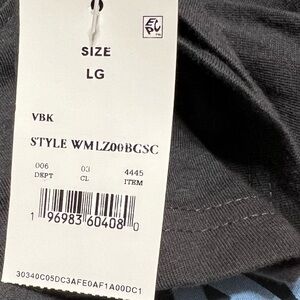 SIZE
LG
VBK
STYLE WMLZ00BGSC
006 03 4445
DEPT CL ITEM
1 96983 60408 0
30340C05DC3AFE0AF1A00DC1